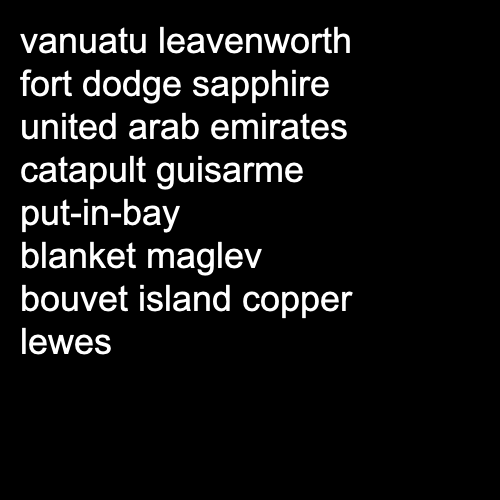 vanuatu leavenworth
fort dodge sapphire
united arab emirates
catapult guisarme
put-in-bay
blanket maglev
bouvet island copper
lewes